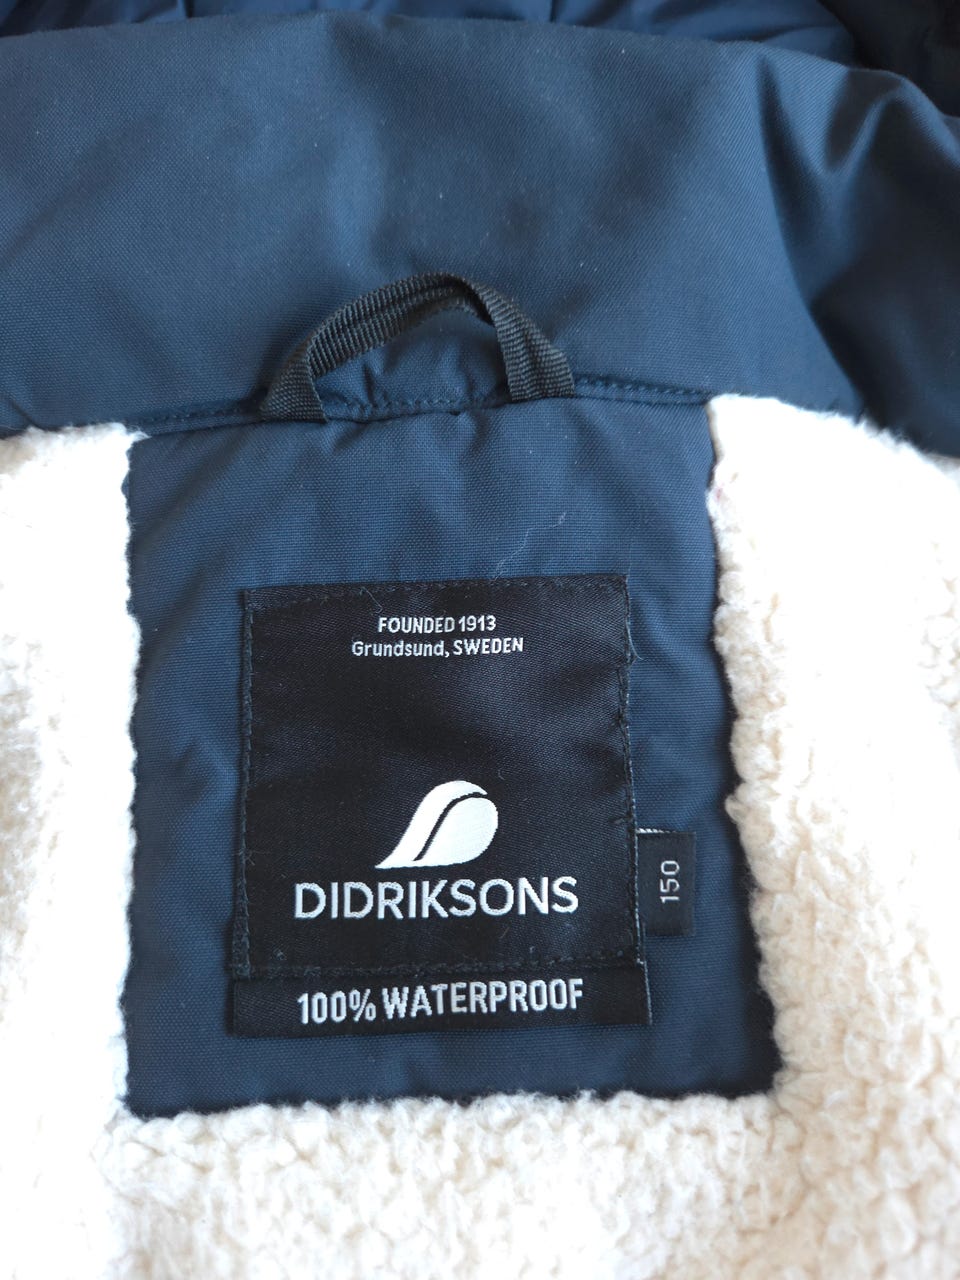 FOUNDED 1913
Grundsund, SWEDEN
DIDRIKSONS
150
100% WATERPROOF